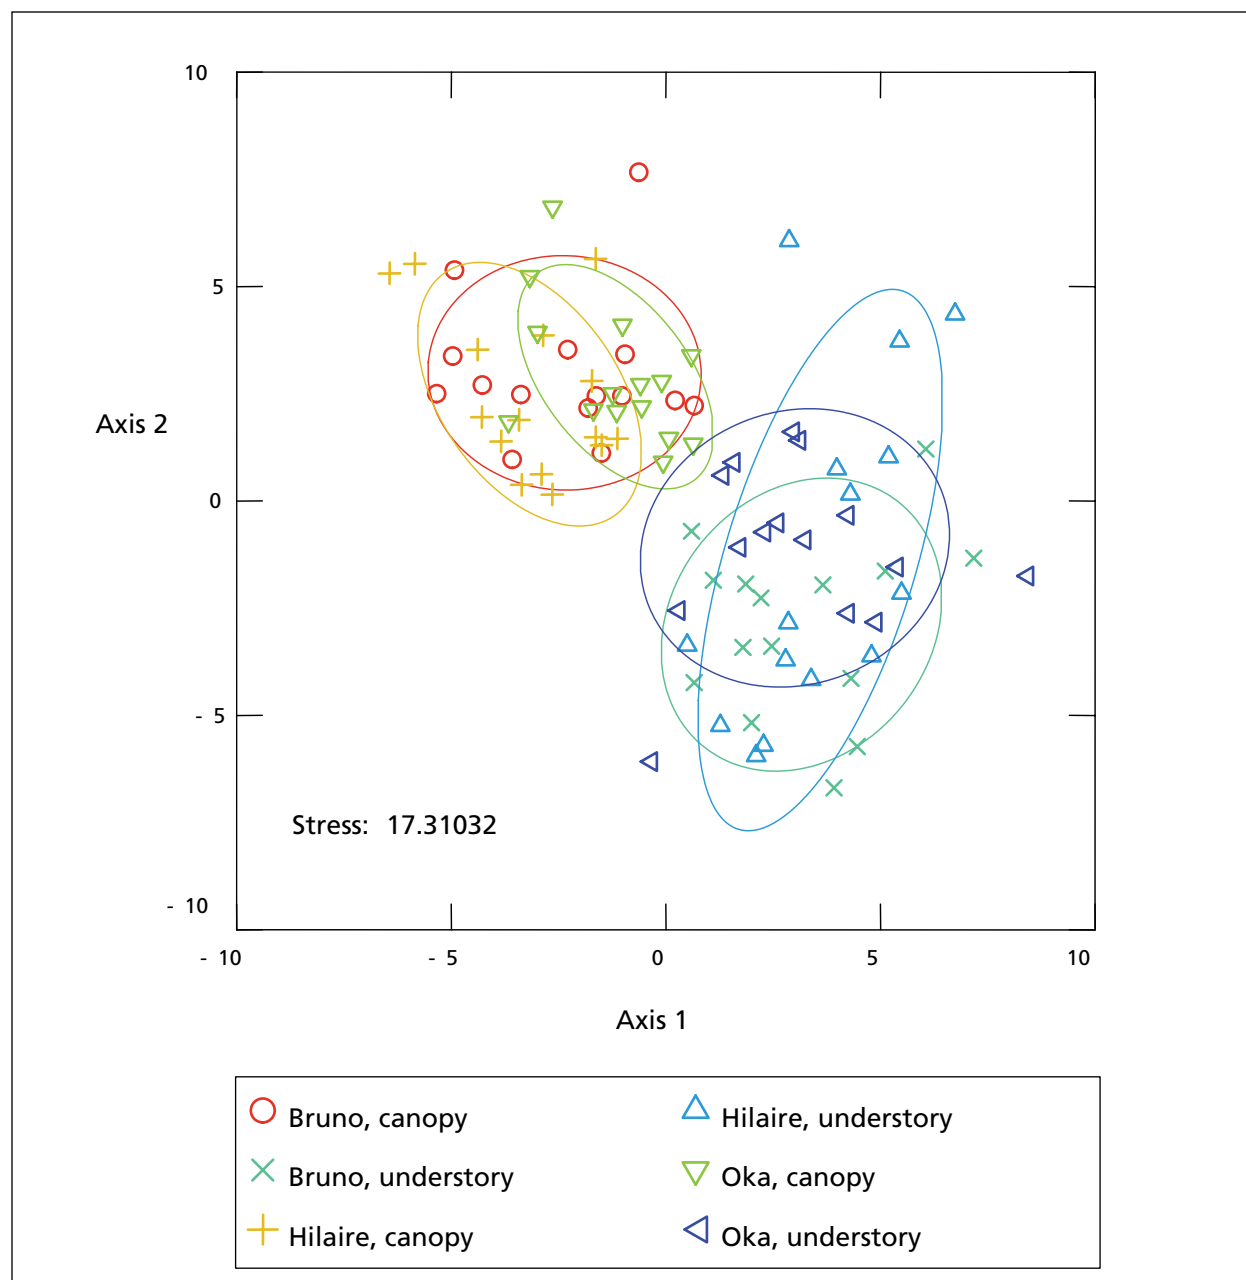 10
5
Axis 2
0
- 5
Stress: 17.31032
- 10
- 10 - 5 0 5 10
Axis 1
Bruno, canopy Hilaire, understory
Bruno, understory Oka, canopy
Hilaire, canopy Oka, understory